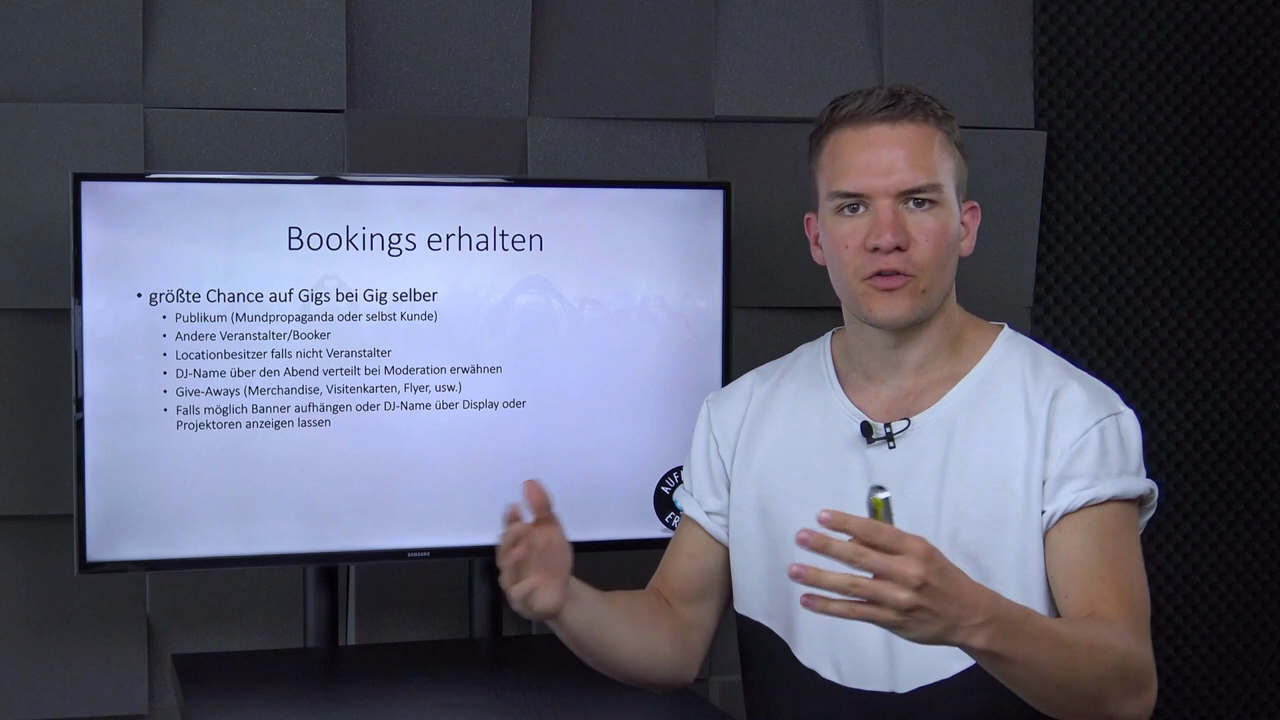 Bookings erhalten
• größte Chance auf Gigs bei Gig selber
• Publikum (Mundpropaganda oder selbst Kunde)
• Andere Veranstalter/Booker
• Locationbesitzer falls nicht Veranstalter
• DJ-Name über den Abend verteilt bei Moderation erwähnen
• Give-Aways (Merchandise, Visitenkarten, Flyer, usw.)
• Falls möglich Banner aufhängen oder DJ-Name über Display oder
Projektoren anzeigen lassen
SAMSUNG